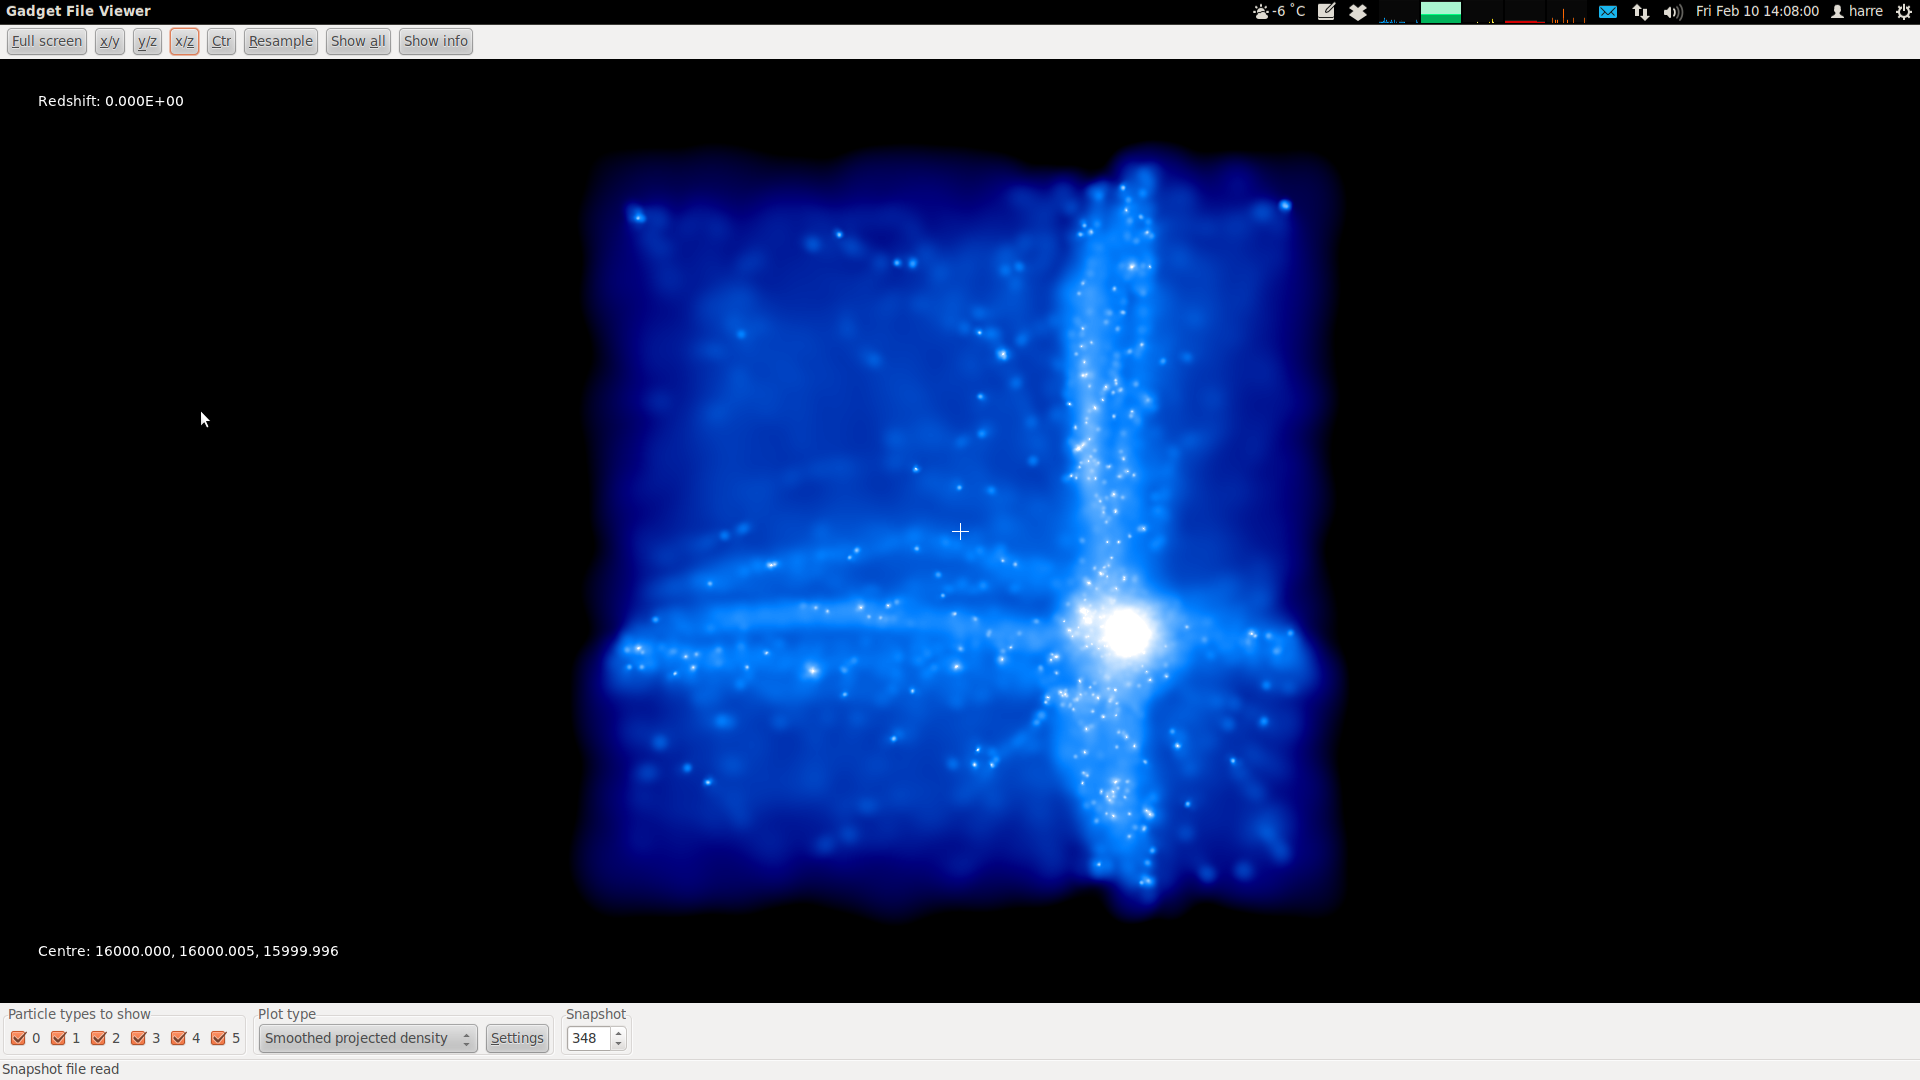 Gadget File Viewer
-6 °C
Fri Feb 10 14:08:00
harre
Full screen x/y y/z x/z Ctr Resample Show all Show info
Redshift: 0.000E+00
Centre: 16000.000, 16000.005, 15999.996
Particle types to show
0 1 2 3 4 5
Plot type
Smoothed projected density Settings
Snapshot
348
Snapshot file read